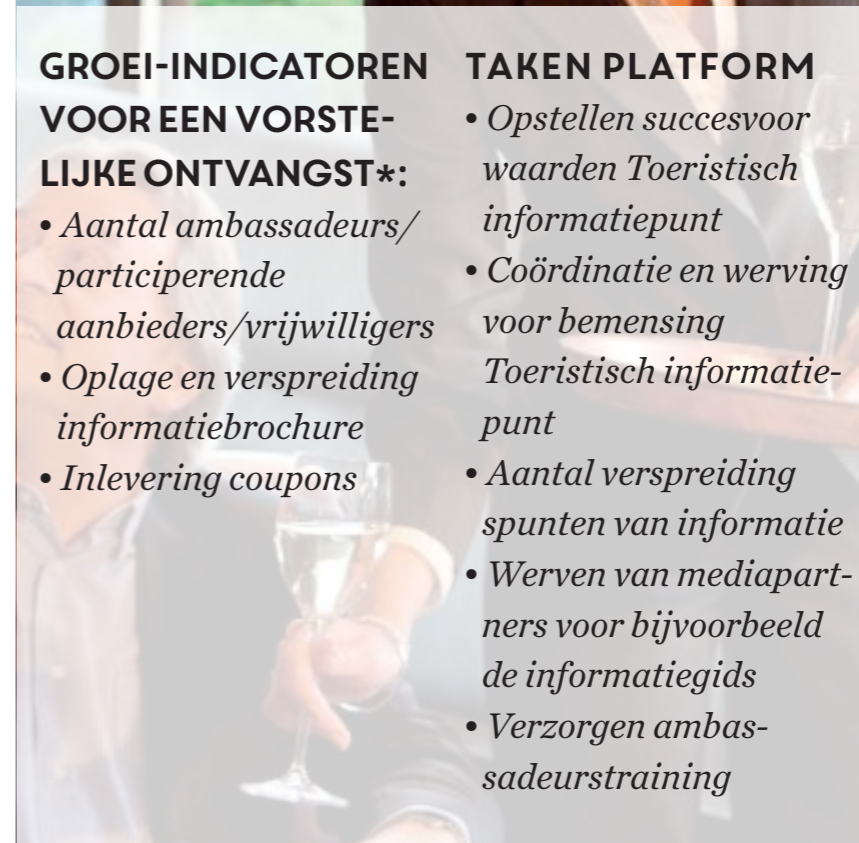 GROEI-INDICATOREN
VOOR EEN VORSTE-
LIJKE ONTVANGST*:
• Aantal ambassadeurs/
participerende
aanbieders/vrijwilligers
• Oplage en verspreiding
informatiebrochure
• Inlevering coupons
TAKEN PLATFORM
• Opstellen succesvoor
waarden Toeristisch
informatiepunt
• Coördinatie en werving
voor bemensing
Toeristisch informatie-
punt
• Aantal verspreiding
spunten van informatie
• Werven van mediapart-
ners voor bijvoorbeeld
de informatiegids
• Verzorgen ambas-
sadeurstraining